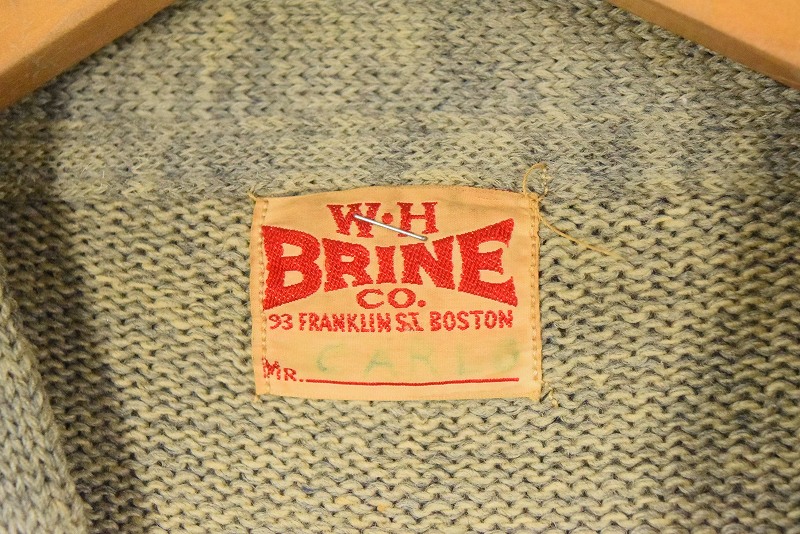 W·H
BRINE
CO.
93 FRANKLIN ST. BOSTON
MR.